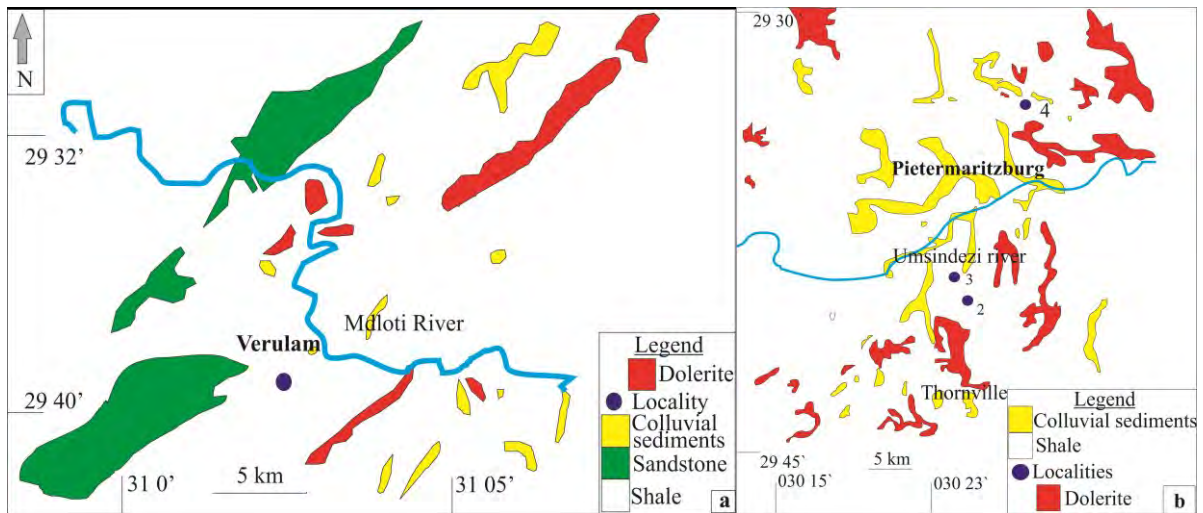 N
29 32’
29 40’
31 0’
5 km
31 05’
Verulam
Mdloti River
Legend
Dolerite
Locality
Colluvial
sediments
Sandstone
Shale
a
29 30
4
Pietermaritzburg
Umsindezi river
3
2
Thornville
29 45
030 15’
5 km
030 23’
Legend
Colluvial sediments
Shale
Localities
Dolerite
b